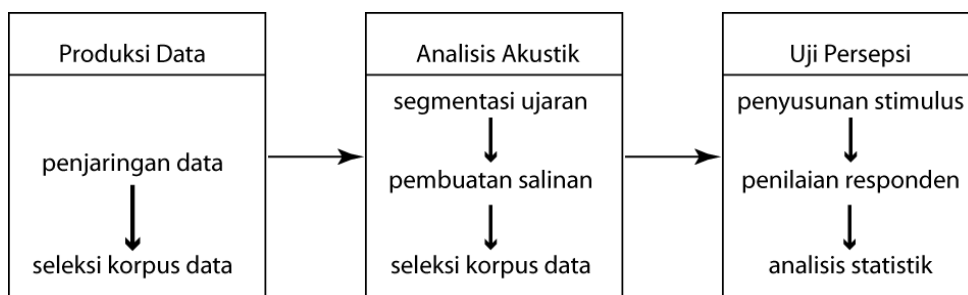 Produksi Data
penjaringan data
seleksi korpus data
Analisis Akustik
segmentasi ujaran
pembuatan salinan
seleksi korpus data
Uji Persepsi
penyusunan stimulus
penilaian responden
analisis statistik